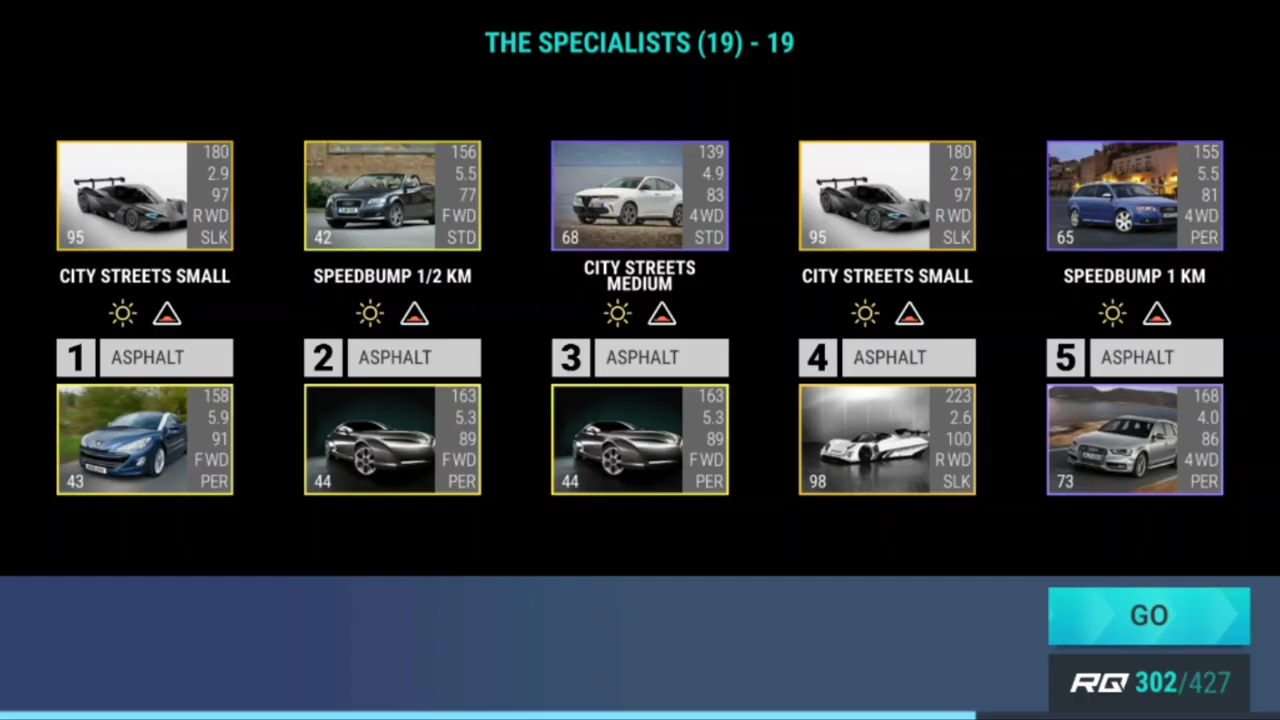 THE SPECIALISTS (19) - 19
180
2.9
97
RWD
95 SLK
156
5.5
77
FWD
42 STD
139
4.9
83
4WD
68 STD
180
2.9
97
RWD
95 SLK
155
5.5
81
4WD
65 PER
CITY STREETS SMALL
SPEEDBUMP 1/2 KM
CITY STREETS
MEDIUM
CITY STREETS SMALL
SPEEDBUMP 1 KM
1 ASPHALT
2 ASPHALT
3 ASPHALT
4 ASPHALT
5 ASPHALT
158
5.9
91
FWD
43 PER
163
5.3
89
FWD
44 PER
163
5.3
89
FWD
44 PER
223
2.6
100
RWD
98 SLK
168
4.0
86
4WD
73 PER
GO
RQ 302/427